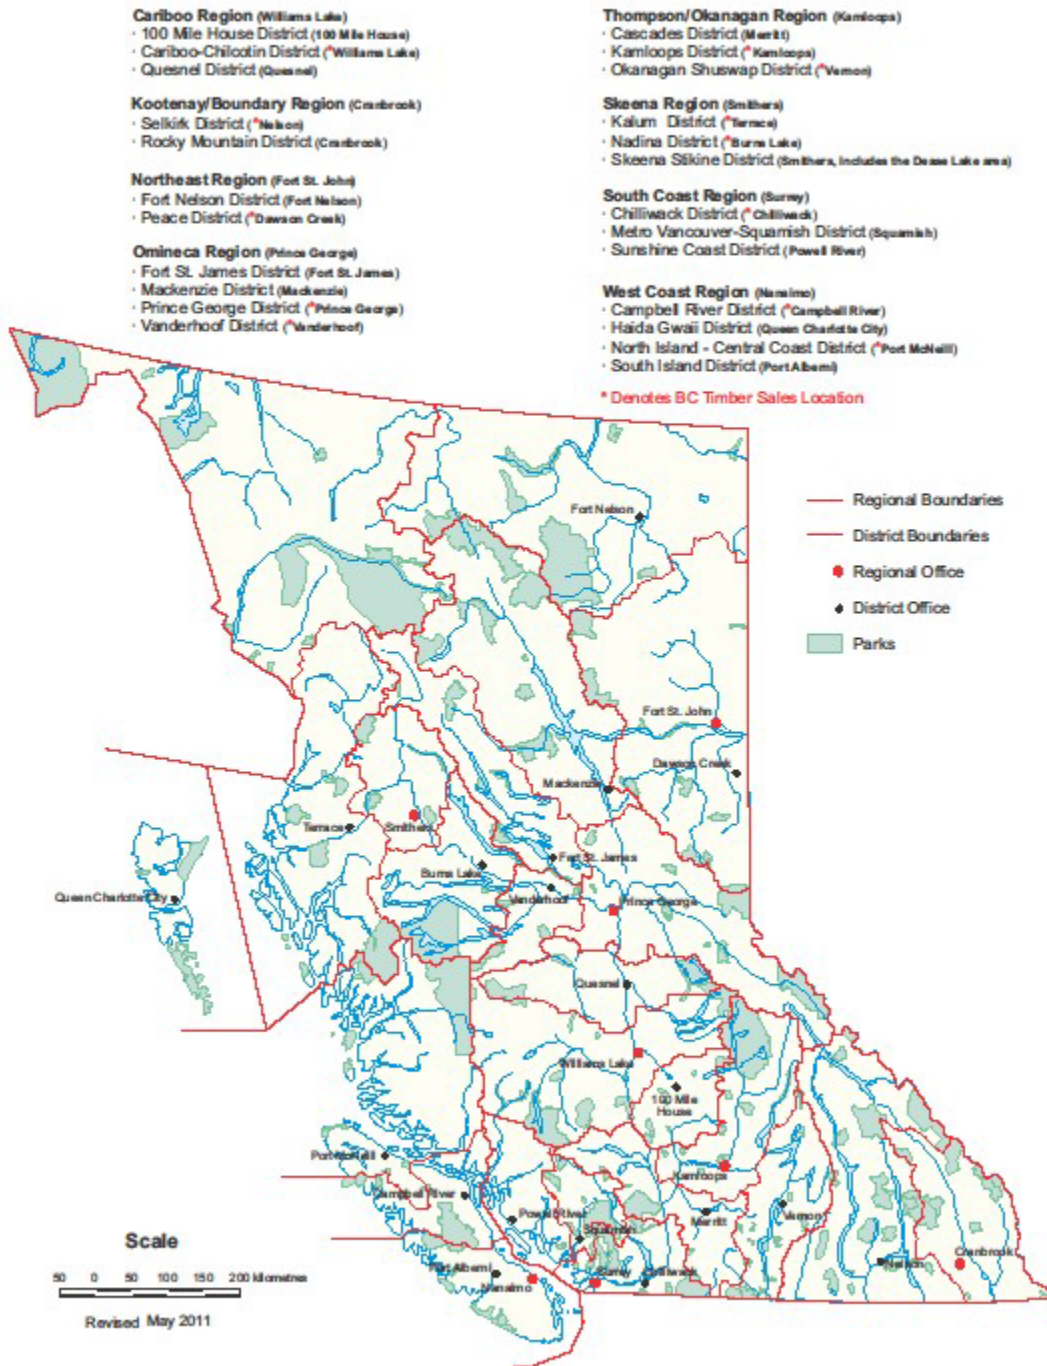 Cariboo Region (Williams Lake)
· 100 Mile House District (100 Mile House)
· Cariboo-Chilcotin District (*Williams Lake)
· Quesnel District (Quesnel)
Kootenay/Boundary Region (Cranbrook)
· Selkirk District (*Nelson)
· Rocky Mountain District (Cranbrook)
Northeast Region (Fort St. John)
· Fort Nelson District (Fort Nelson)
· Peace District (*Dawson Creek)
Omineca Region (Prince George)
· Fort St. James District (Fort St. James)
· Mackenzie District (Mackenzie)
· Prince George District (*Prince George)
· Vanderhoof District (*Vanderhoof)
Thompson/Okanagan Region (Kamloops)
· Cascades District (Merritt)
· Kamloops District (*Kamloops)
· Okanagan Shuswap District (*Vernon)
Skeena Region (Smithers)
· Kalum District (*Terrace)
· Nadina District (*Burns Lake)
· Skeena Stikine District (Smithers, includes the Dease Lake area)
South Coast Region (Surrey)
· Chilliwack District (*Chilliwack)
· Metro Vancouver-Squamish District (Squamish)
· Sunshine Coast District (Powell River)
West Coast Region (Nanaimo)
· Campbell River District (*Campbell River)
· Haida Gwaii District (Queen Charlotte City)
· North Island - Central Coast District (*Port McNeill)
· South Island District (Port Alberni)
* Denotes BC Timber Sales Location
Regional Boundaries
District Boundaries
Regional Office
District Office
Parks
Fort Nelson
Fort St. John
Dawson Creek
Mackenzie
Terrace
Smithers
Fort St. James
Burns Lake
Queen Charlotte City
Vanderhoof
Prince George
Quesnel
Williams Lake
100 Mile
House
Port McNeill
Kamloops
Campbell River
Powell River
Merritt
Vernon
Squamish
Port Alberni
Nanaimo
Surrey
Chilliwack
Nelson
Cranbrook
Scale
50 0 50 100 150 200 kilometres
Revised May 2011